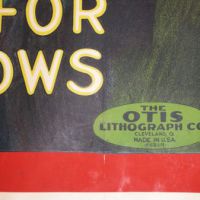 FOR
OWS
THE
OTIS
LITHOGRAPH CO
CLEVELAND, O.
MADE IN U.S.A.